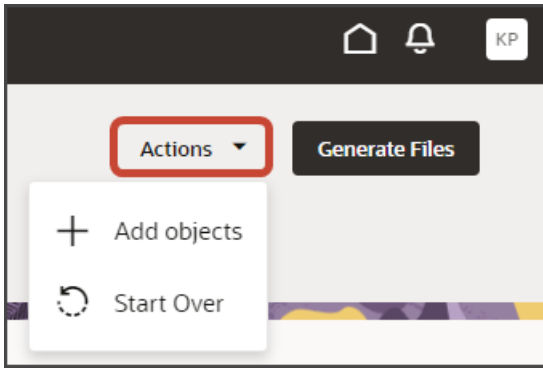 KP
Actions
Generate Files
Add objects
Start Over